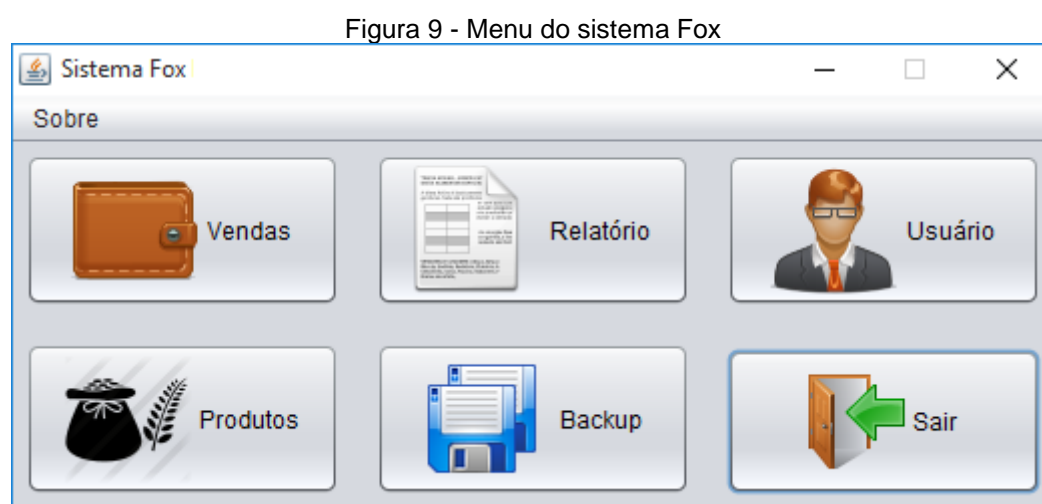 Figura 9 - Menu do sistema Fox
Sistema Fox
Sobre
Vendas
Relatório
Usuário
Produtos
Backup
Sair